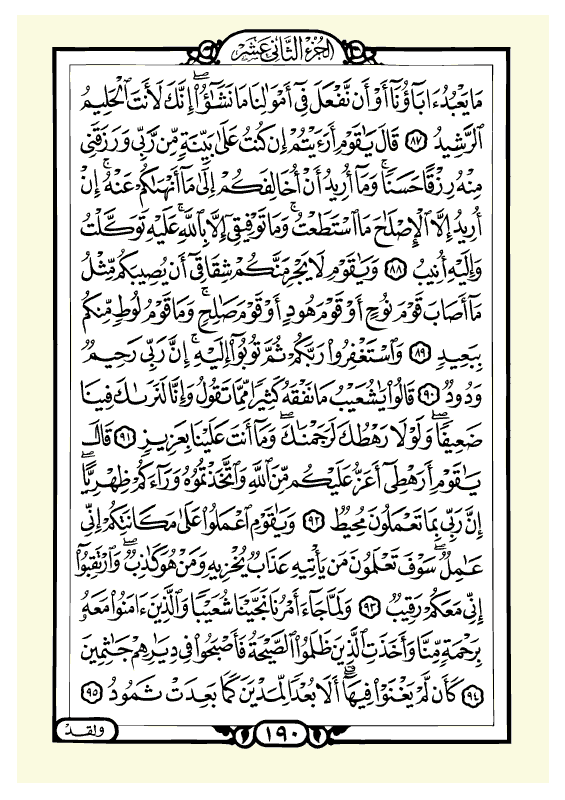 الجزء الثاني عشر
مَا يَعْبُدُ ءَابَآؤُنَآ أَوْ أَن نَّفْعَلَ فِىٓ أَمْوَٰلِنَا مَا نَشَٰٓؤُا۟ ۖ إِنَّكَ لَأَنتَ ٱلْحَلِيمُ
ٱلرَّشِيدُ ٨٧ قَالَ يَٰقَوْمِ أَرَءَيْتُمْ إِن كُنتُ عَلَىٰ بَيِّنَةٍ مِّن رَّبِّى وَرَزَقَنِى
مِنْهُ رِزْقًا حَسَنًا ۚ وَمَآ أُرِيدُ أَنْ أُخَالِفَكُمْ إِلَىٰ مَآ أَنْهَىٰكُمْ عَنْهُ ۚ إِنْ
أُرِيدُ إِلَّا ٱلْإِصْلَٰحَ مَا ٱسْتَطَعْتُ ۚ وَمَا تَوْفِيقِىٓ إِلَّا بِٱللَّهِ ۚ عَلَيْهِ تَوَكَّلْتُ
وَإِلَيْهِ أُنِيبُ ٨٨ وَيَٰقَوْمِ لَا يَجْرِمَنَّكُمْ شِقَاقِىٓ أَن يُصِيبَكُم مِّثْلُ
مَآ أَصَابَ قَوْمَ نُوحٍ أَوْ قَوْمَ هُودٍ أَوْ قَوْمَ صَٰلِحٍ ۚ وَمَا قَوْمُ لُوطٍ مِّنكُم
بِبَعِيدٍ ٨٩ وَٱسْتَغْفِرُوا۟ رَبَّكُمْ ثُمَّ تُوبُوٓا۟ إِلَيْهِ ۚ إِنَّ رَبِّى رَحِيمٌ
وَدُودٌ ٩٠ قَالُوا۟ يَٰشُعَيْبُ مَا نَفْقَهُ كَثِيرًا مِّمَّا تَقُولُ وَإِنَّا لَنَرَىٰكَ فِينَا
ضَعِيفًا ۖ وَلَوْلَا رَهْطُكَ لَرَجَمْنَٰكَ ۖ وَمَآ أَنتَ عَلَيْنَا بِعَزِيزٍ ٩١ قَالَ
يَٰقَوْمِ أَرَهْطِىٓ أَعَزُّ عَلَيْكُم مِّنَ ٱللَّهِ وَٱتَّخَذْتُمُوهُ وَرَآءَكُمْ ظِهْرِيًّا ۖ
إِنَّ رَبِّى بِمَا تَعْمَلُونَ مُحِيطٌ ٩٢ وَيَٰقَوْمِ ٱعْمَلُوا۟ عَلَىٰ مَكَانَتِكُمْ إِنِّى
عَٰمِلٌ ۖ سَوْفَ تَعْلَمُونَ مَن يَأْتِيهِ عَذَابٌ يُخْزِيهِ وَمَنْ هُوَ كَٰذِبٌ ۖ وَٱرْتَقِبُوٓا۟
إِنِّى مَعَكُمْ رَقِيبٌ ٩٣ وَلَمَّا جَآءَ أَمْرُنَا نَجَّيْنَا شُعَيْبًا وَٱلَّذِينَ ءَامَنُوا۟ مَعَهُۥ
بِرَحْمَةٍ مِّنَّا وَأَخَذَتِ ٱلَّذِينَ ظَلَمُوا۟ ٱلصَّيْحَةُ فَأَصْبَحُوا۟ فِى دِيَٰرِهِمْ جَٰثِمِينَ
٩٤ كَأَن لَّمْ يَغْنَوْا۟ فِيهَآ ۗ أَلَا بُعْدًا لِّمَدْيَنَ كَمَا بَعِدَتْ ثَمُودُ ٩٥
١٩٠
ولقد